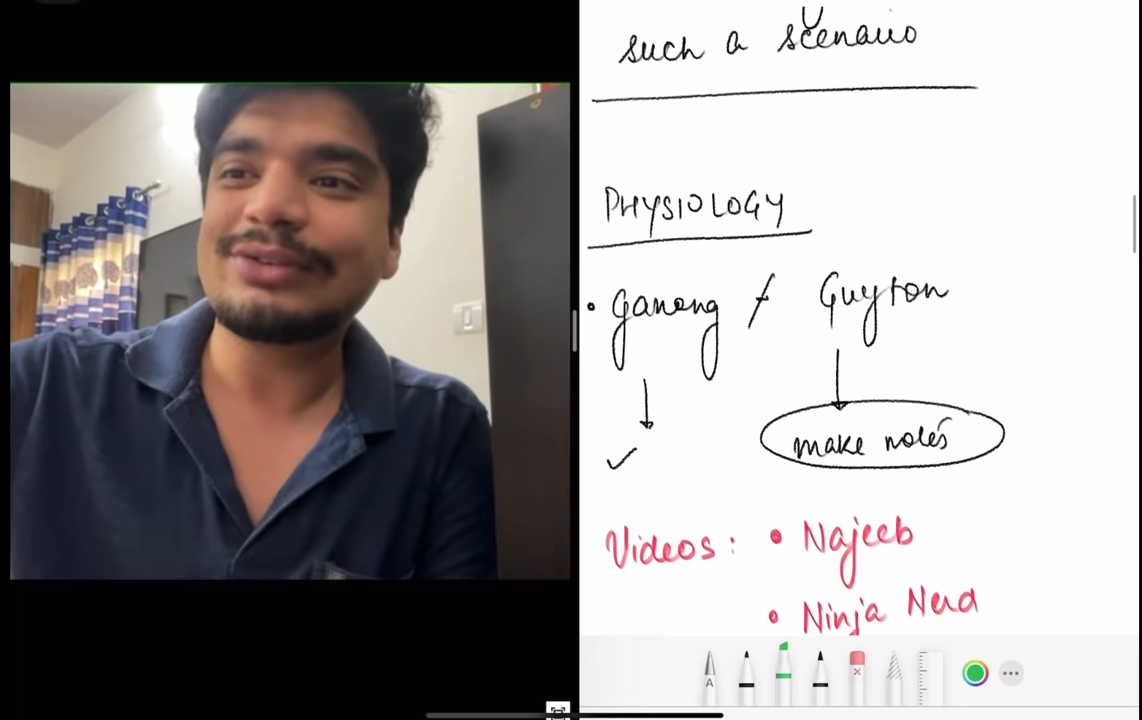 such a scenario
PHYSIOLOGY
• Ganong / Guyton
make notes
Videos : • Najeeb
• Ninja Nerd
A